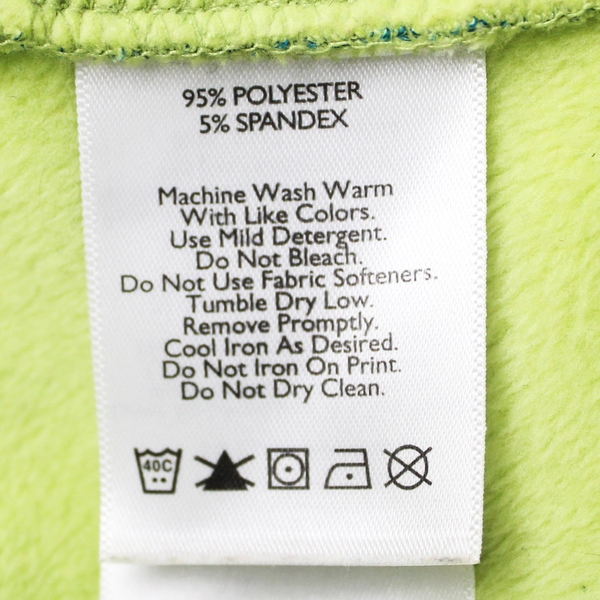 95% POLYESTER
5% SPANDEX
Machine Wash Warm
With Like Colors.
Use Mild Detergent.
Do Not Bleach.
Do Not Use Fabric Softeners.
Tumble Dry Low.
Remove Promptly.
Cool Iron As Desired.
Do Not Iron On Print.
Do Not Dry Clean.
40C